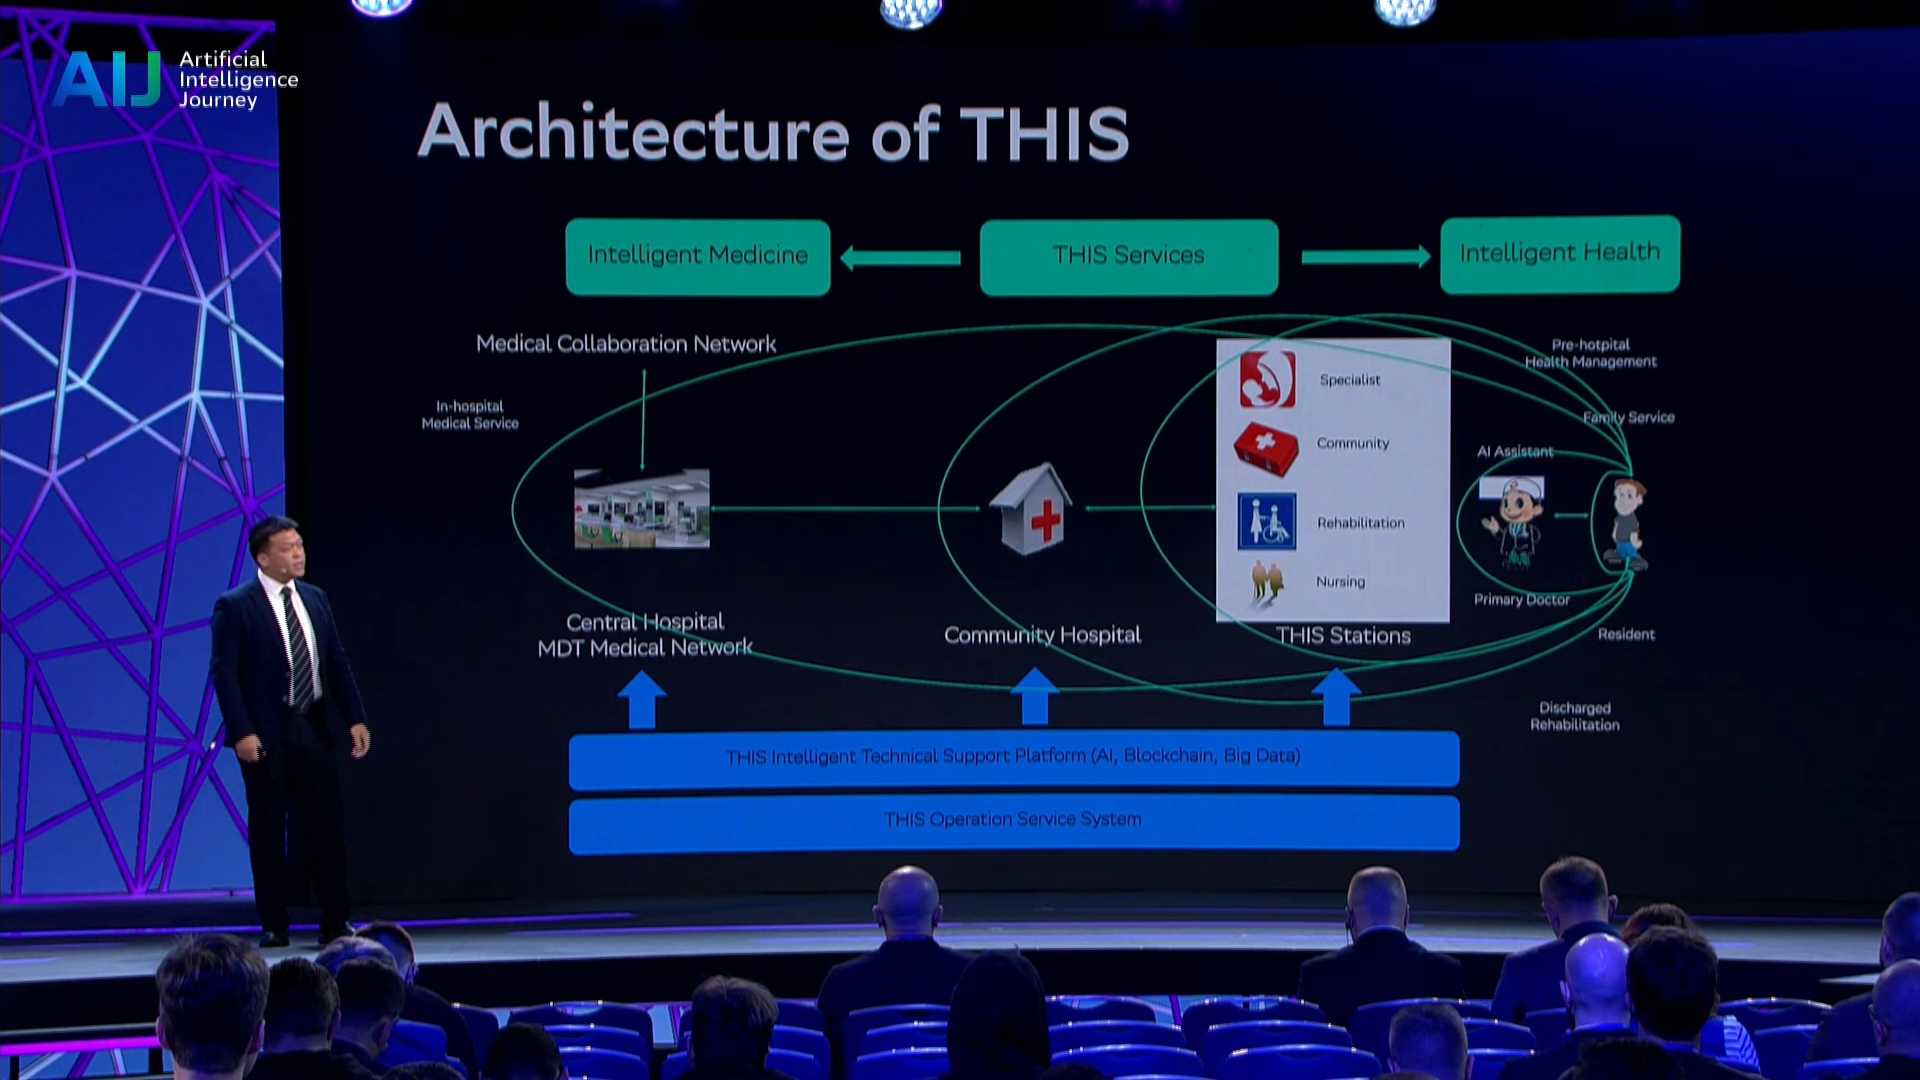 AIJ
Artificial
Intelligence
Journey
Architecture of THIS
Intelligent Medicine
THIS Services
Intelligent Health
Medical Collaboration Network
In-hospital
Medical Service
Specialist
Community
Rehabilitation
Nursing
Pre-hotpital
Health Management
Family Service
AI Assistant
Primary Doctor
Resident
Central Hospital
MDT Medical Network
Community Hospital
THIS Stations
Discharged
Rehabilitation
THIS Intelligent Technical Support Platform (AI, Blockchain, Big Data)
THIS Operation Service System